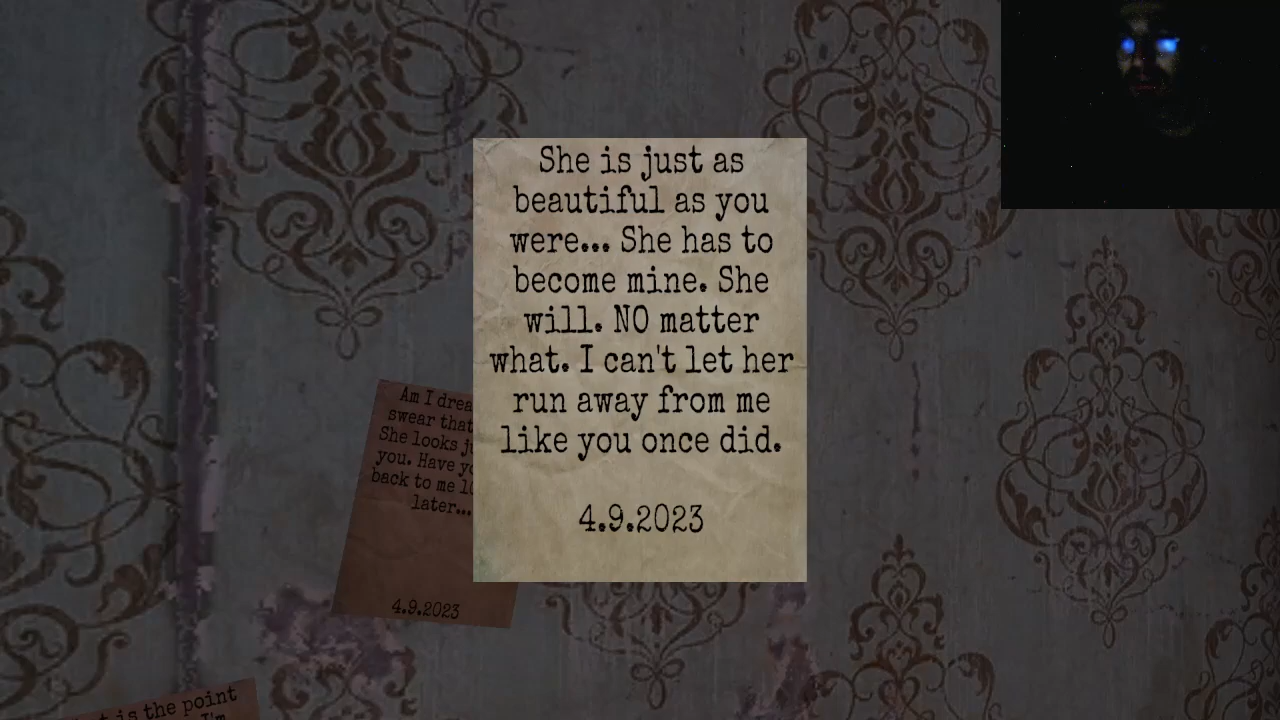 She is just as
beautiful as you
were... She has to
become mine. She
will. NO matter
what. I can't let her
run away from me
like you once did.
4.9.2023
Am I
swear that
She looks
you. Have
back to me
later...
4.9.2023
is the point
I'm